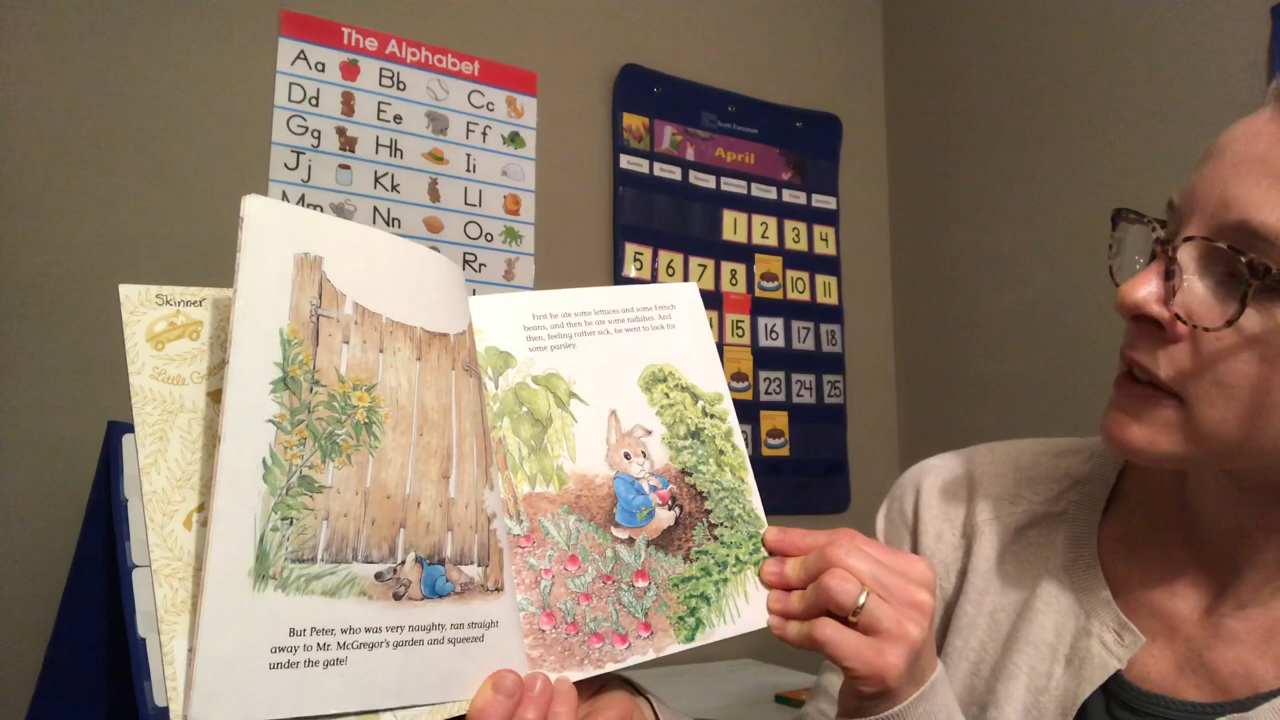 The Alphabet
Aa Bb Cc
Dd Ee Ff
Gg Hh Ii
Jj Kk Ll
Mm Nn Oo
Rr
Scott Foresman
April
1 2 3 4
5 6 7 8 10 11
15 16 17 18
23 24 25
Skinner
Little
But Peter, who was very naughty, ran straight
away to Mr. McGregor's garden and squeezed
under the gate!
First he ate some lettuces and some French
beans, and then he ate some radishes. And
then, feeling rather sick, he went to look for
some parsley.